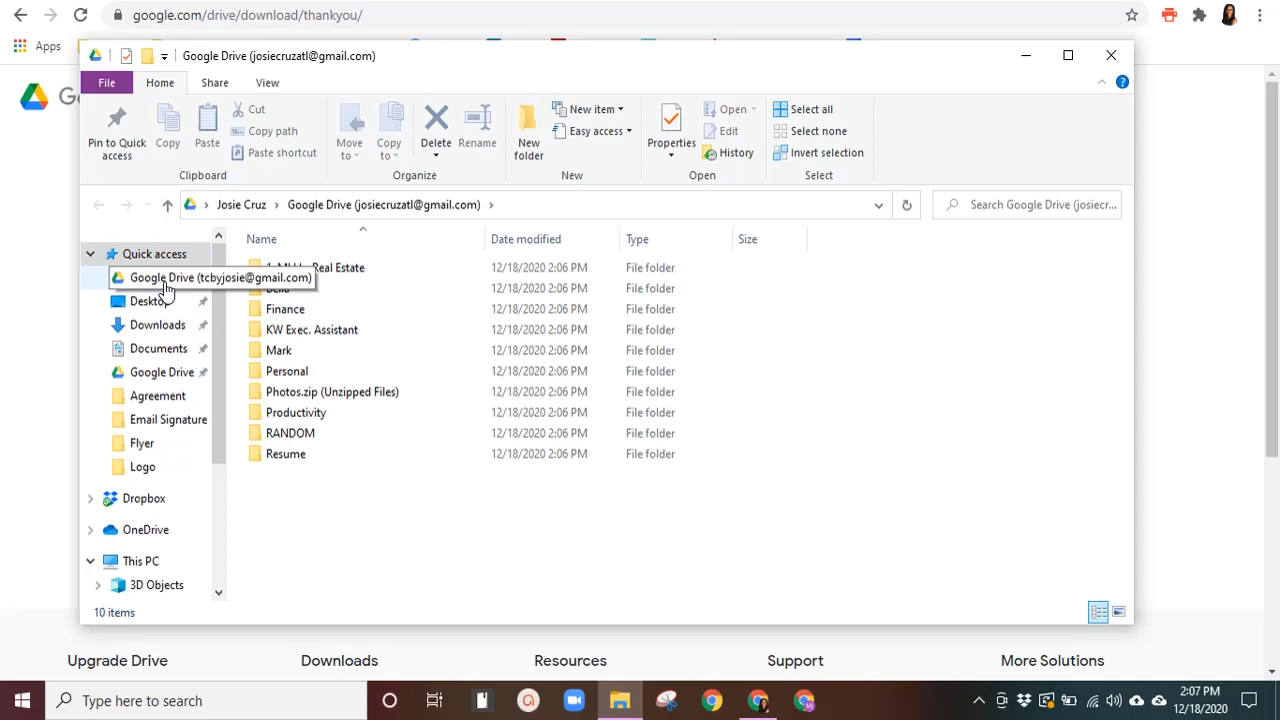 google.com/drive/download/thankyou/
Apps
Google Drive (josiecruzatl@gmail.com)
File Home Share View
Pin to Quick access
Copy
Paste
Cut
Copy path
Paste shortcut
Clipboard
Move to
Copy to
Delete
Rename
Organize
New folder
New item
Easy access
New
Properties
Open
Edit
History
Open
Select all
Select none
Invert selection
Select
Josie Cruz > Google Drive (josiecruzatl@gmail.com) >
Search Google Drive (josiecr...
Name Date modified Type Size
Quick access
Google Drive (tcbyjosie@gmail.com)
Desktop
Downloads
Documents
Google Drive
Agreement
Email Signature
Flyer
Logo
Dropbox
OneDrive
This PC
3D Objects
Real Estate 12/18/2020 2:06 PM File folder
12/18/2020 2:06 PM File folder
Finance 12/18/2020 2:06 PM File folder
KW Exec. Assistant 12/18/2020 2:06 PM File folder
Mark 12/18/2020 2:06 PM File folder
Personal 12/18/2020 2:06 PM File folder
Photos.zip (Unzipped Files) 12/18/2020 2:06 PM File folder
Productivity 12/18/2020 2:06 PM File folder
RANDOM 12/18/2020 2:06 PM File folder
Resume 12/18/2020 2:06 PM File folder
10 items
Upgrade Drive Downloads Resources Support More Solutions
Type here to search
2:07 PM
12/18/2020